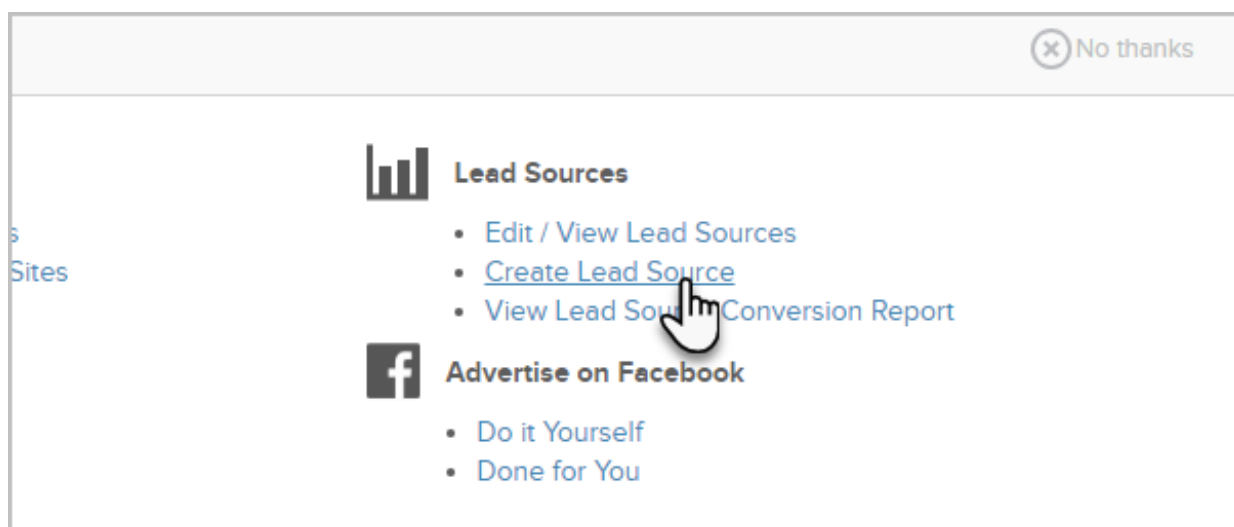 No thanks
Lead Sources
s
Edit / View Lead Sources
Sites
Create Lead Source
View Lead Source Conversion Report
Advertise on Facebook
Do it Yourself
Done for You